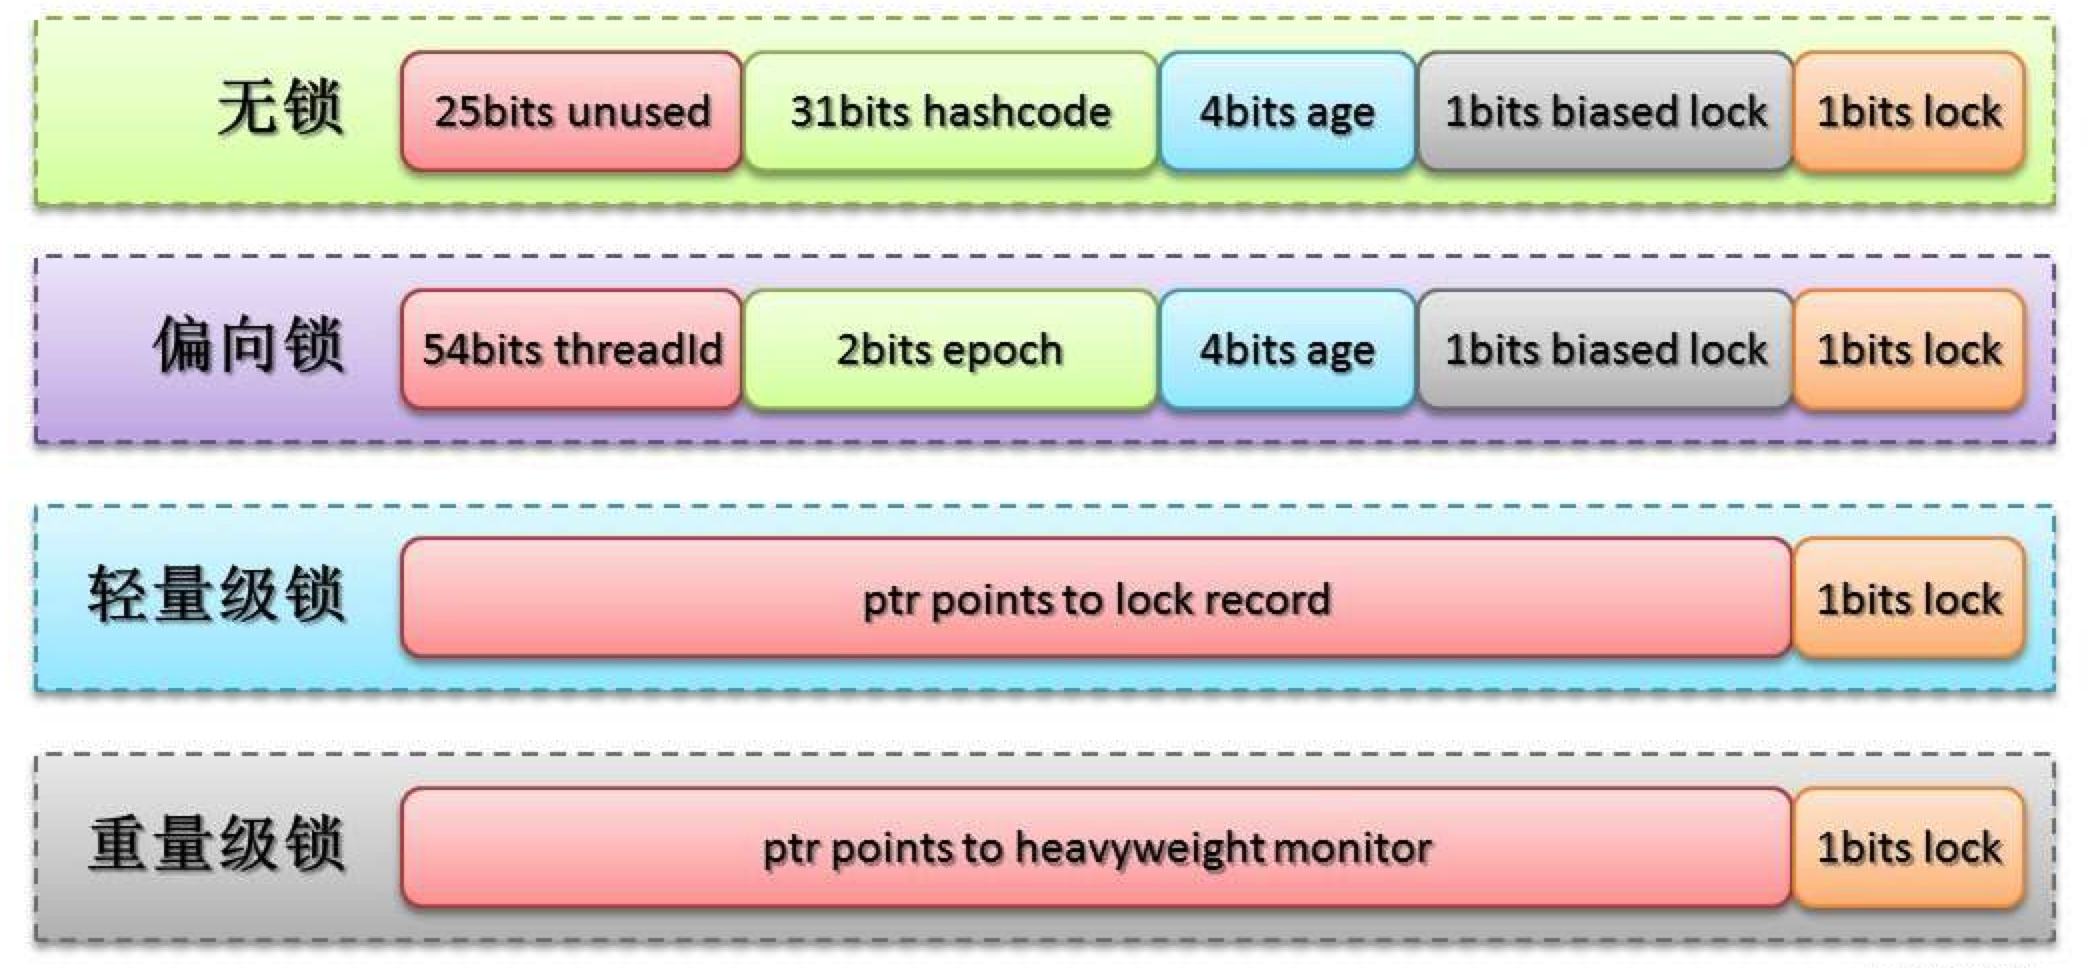 无锁 25bits unused 31bits hashcode 4bits age 1bits biased lock 1bits lock
偏向锁 54bits threadId 2bits epoch 4bits age 1bits biased lock 1bits lock
轻量级锁 ptr points to lock record 1bits lock
重量级锁 ptr points to heavyweight monitor 1bits lock